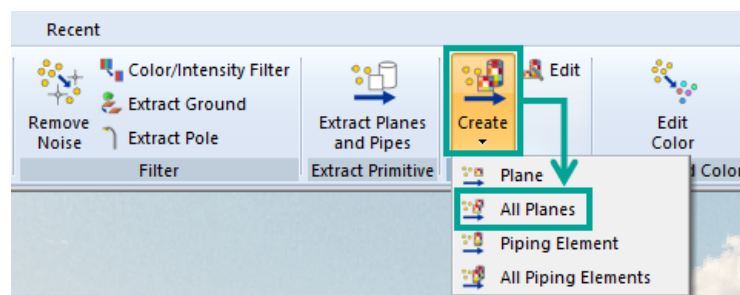 Recent
Remove
Noise
Color/Intensity Filter
Extract Ground
Extract Pole
Filter
Extract Planes
and Pipes
Extract Primitive
Create
Edit
Edit
Color
d Color
Plane
All Planes
Piping Element
All Piping Elements